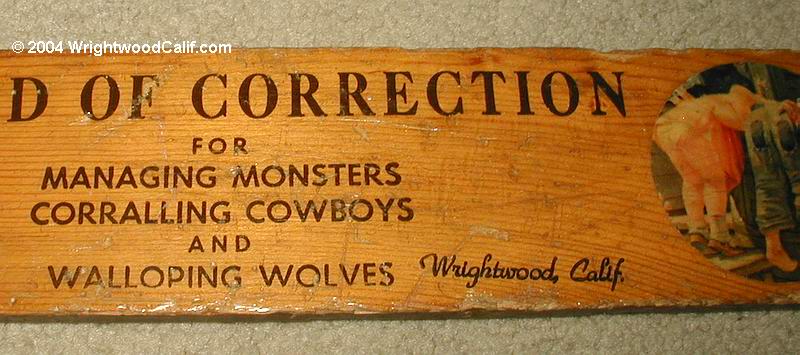 © 2004 WrightwoodCalif.com
D OF CORRECTION
FOR
MANAGING MONSTERS
CORRALLING COWBOYS
AND
WALLOPING WOLVES
Wrightwood, Calif.